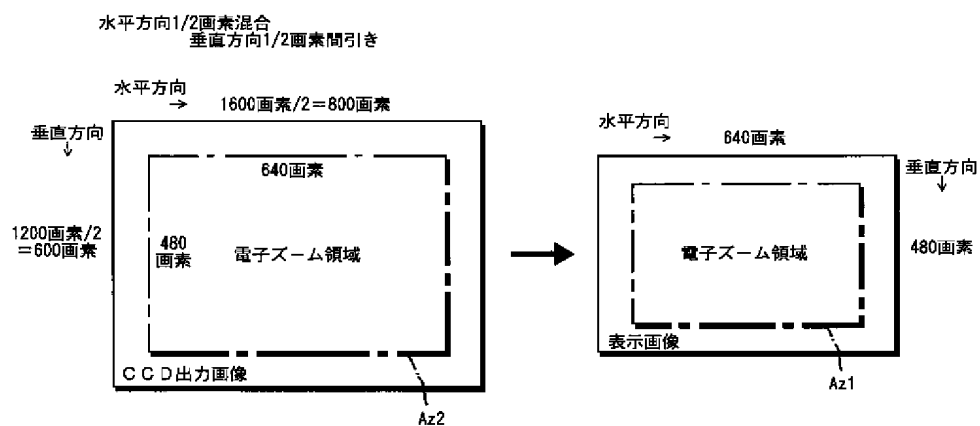 水平方向1/2画素混合
垂直方向1/2画素間引き
水平方向
→
1600画素/2=800画素
垂直方向
↓
640画素
1200画素/2
=600画素
480
画素
電子ズーム領域
CCD出力画像
Az2
水平方向
→
640画素
垂直方向
↓
電子ズーム領域
480画素
表示画像
Az1